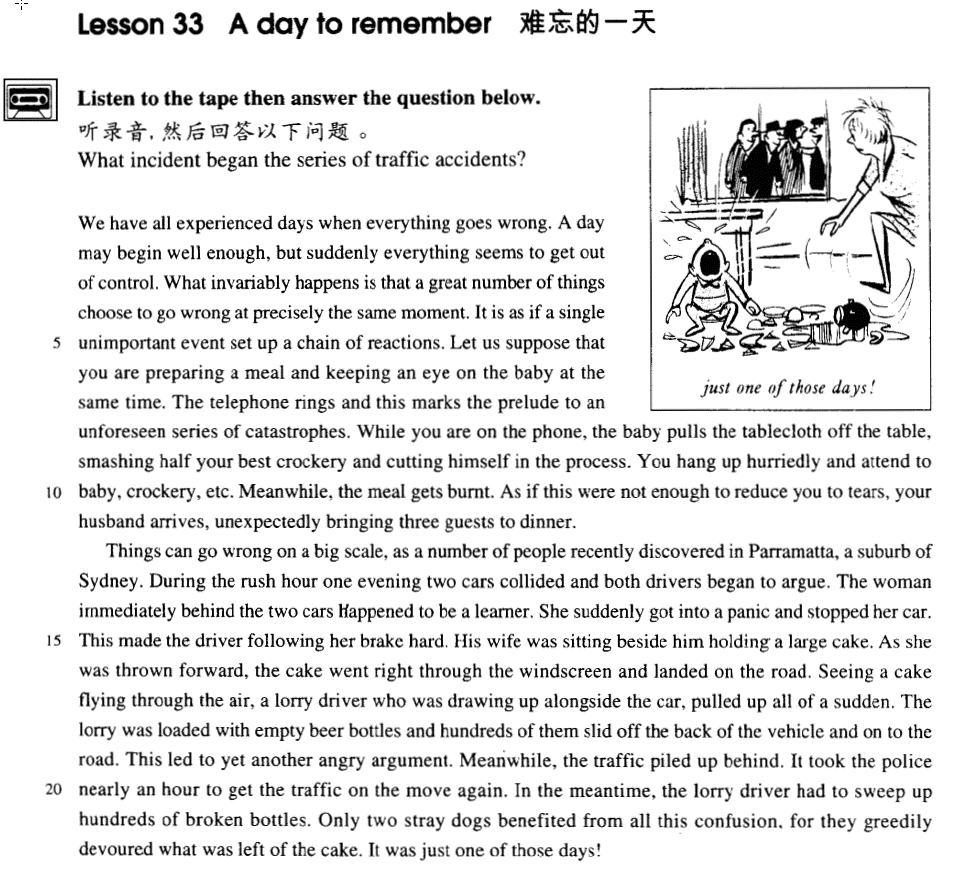 Lesson 33 A day to remember 难忘的一天
Listen to the tape then answer the question below.
听录音，然后回答以下问题。
What incident began the series of traffic accidents?
We have all experienced days when everything goes wrong. A day
may begin well enough, but suddenly everything seems to get out
of control. What invariably happens is that a great number of things
choose to go wrong at precisely the same moment. It is as if a single
5 unimportant event set up a chain of reactions. Let us suppose that
you are preparing a meal and keeping an eye on the baby at the
same time. The telephone rings and this marks the prelude to an
just one of those days!
unforeseen series of catastrophes. While you are on the phone, the baby pulls the tablecloth off the table,
smashing half your best crockery and cutting himself in the process. You hang up hurriedly and attend to
10 baby, crockery, etc. Meanwhile, the meal gets burnt. As if this were not enough to reduce you to tears, your
husband arrives, unexpectedly bringing three guests to dinner.
Things can go wrong on a big scale, as a number of people recently discovered in Parramatta, a suburb of
Sydney. During the rush hour one evening two cars collided and both drivers began to argue. The woman
immediately behind the two cars happened to be a learner. She suddenly got into a panic and stopped her car.
15 This made the driver following her brake hard. His wife was sitting beside him holding a large cake. As she
was thrown forward, the cake went right through the windscreen and landed on the road. Seeing a cake
flying through the air, a lorry driver who was drawing up alongside the car, pulled up all of a sudden. The
lorry was loaded with empty beer bottles and hundreds of them slid off the back of the vehicle and on to the
road. This led to yet another angry argument. Meanwhile, the traffic piled up behind. It took the police
20 nearly an hour to get the traffic on the move again. In the meantime, the lorry driver had to sweep up
hundreds of broken bottles. Only two stray dogs benefited from all this confusion, for they greedily
devoured what was left of the cake. It was just one of those days!